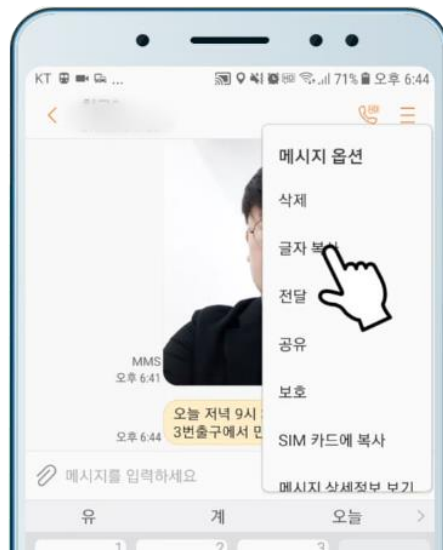 KT ... 71% 오후 6:44
메시지 옵션
삭제
글자 복사
전달
공유
보호
SIM 카드에 복사
메시지 상세정보 보기
MMS
오후 6:41
오늘 저녁 9시
3번출구에서
오후 6:44
메시지를 입력하세요
유 계 오늘
1 2 3